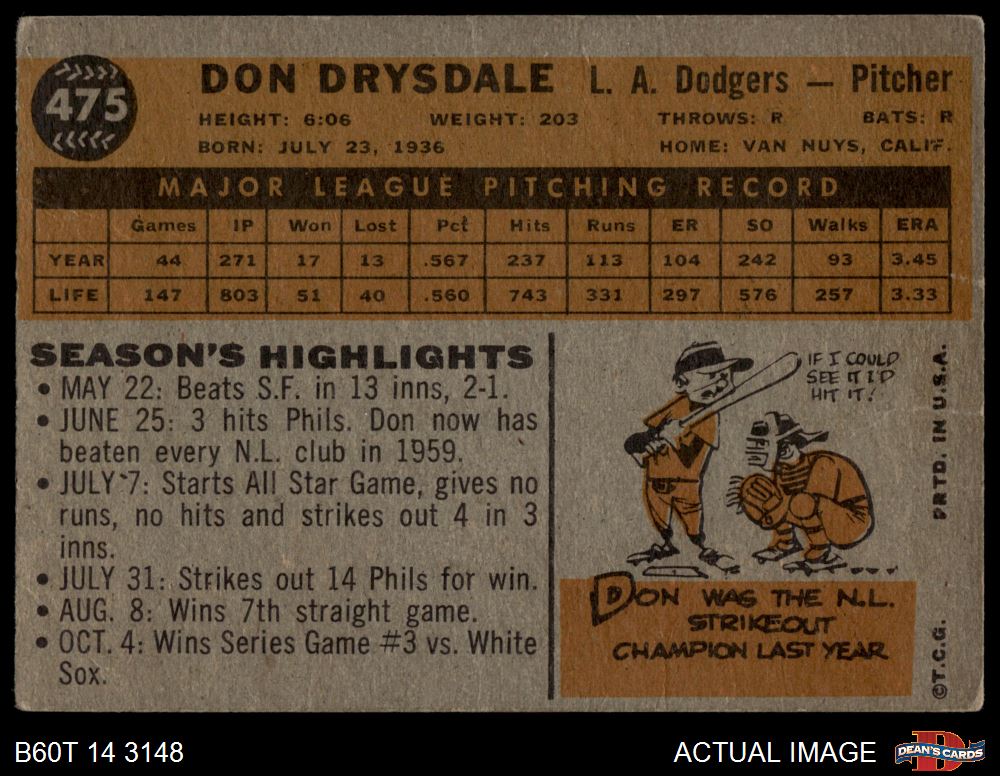 475
DON DRYSDALE L. A. Dodgers — Pitcher
HEIGHT: 6:06 WEIGHT: 203 THROWS: R BATS: R
BORN: JULY 23, 1936 HOME: VAN NUYS, CALIF.
MAJOR LEAGUE PITCHING RECORD
Games IP Won Lost Pct Hits Runs ER SO Walks ERA
YEAR 44 271 17 13 .567 237 113 104 242 93 3.45
LIFE 147 803 51 40 .560 743 331 297 576 257 3.33
SEASON'S HIGHLIGHTS
• MAY 22: Beats S.F. in 13 inns, 2-1.
• JUNE 25: 3 hits Phils. Don now has
beaten every N.L. club in 1959.
• JULY 7: Starts All Star Game, gives no
runs, no hits and strikes out 4 in 3
inns.
• JULY 31: Strikes out 14 Phils for win.
• AUG. 8: Wins 7th straight game.
• OCT. 4: Wins Series Game #3 vs. White
Sox.
IF I COULD
SEE IT I'D
HIT IT!
DON WAS THE N.L.
STRIKEOUT
CHAMPION LAST YEAR
©T.C.G. PRTD. IN U.S.A.
B60T 14 3148
ACTUAL IMAGE
DEAN'S CARDS